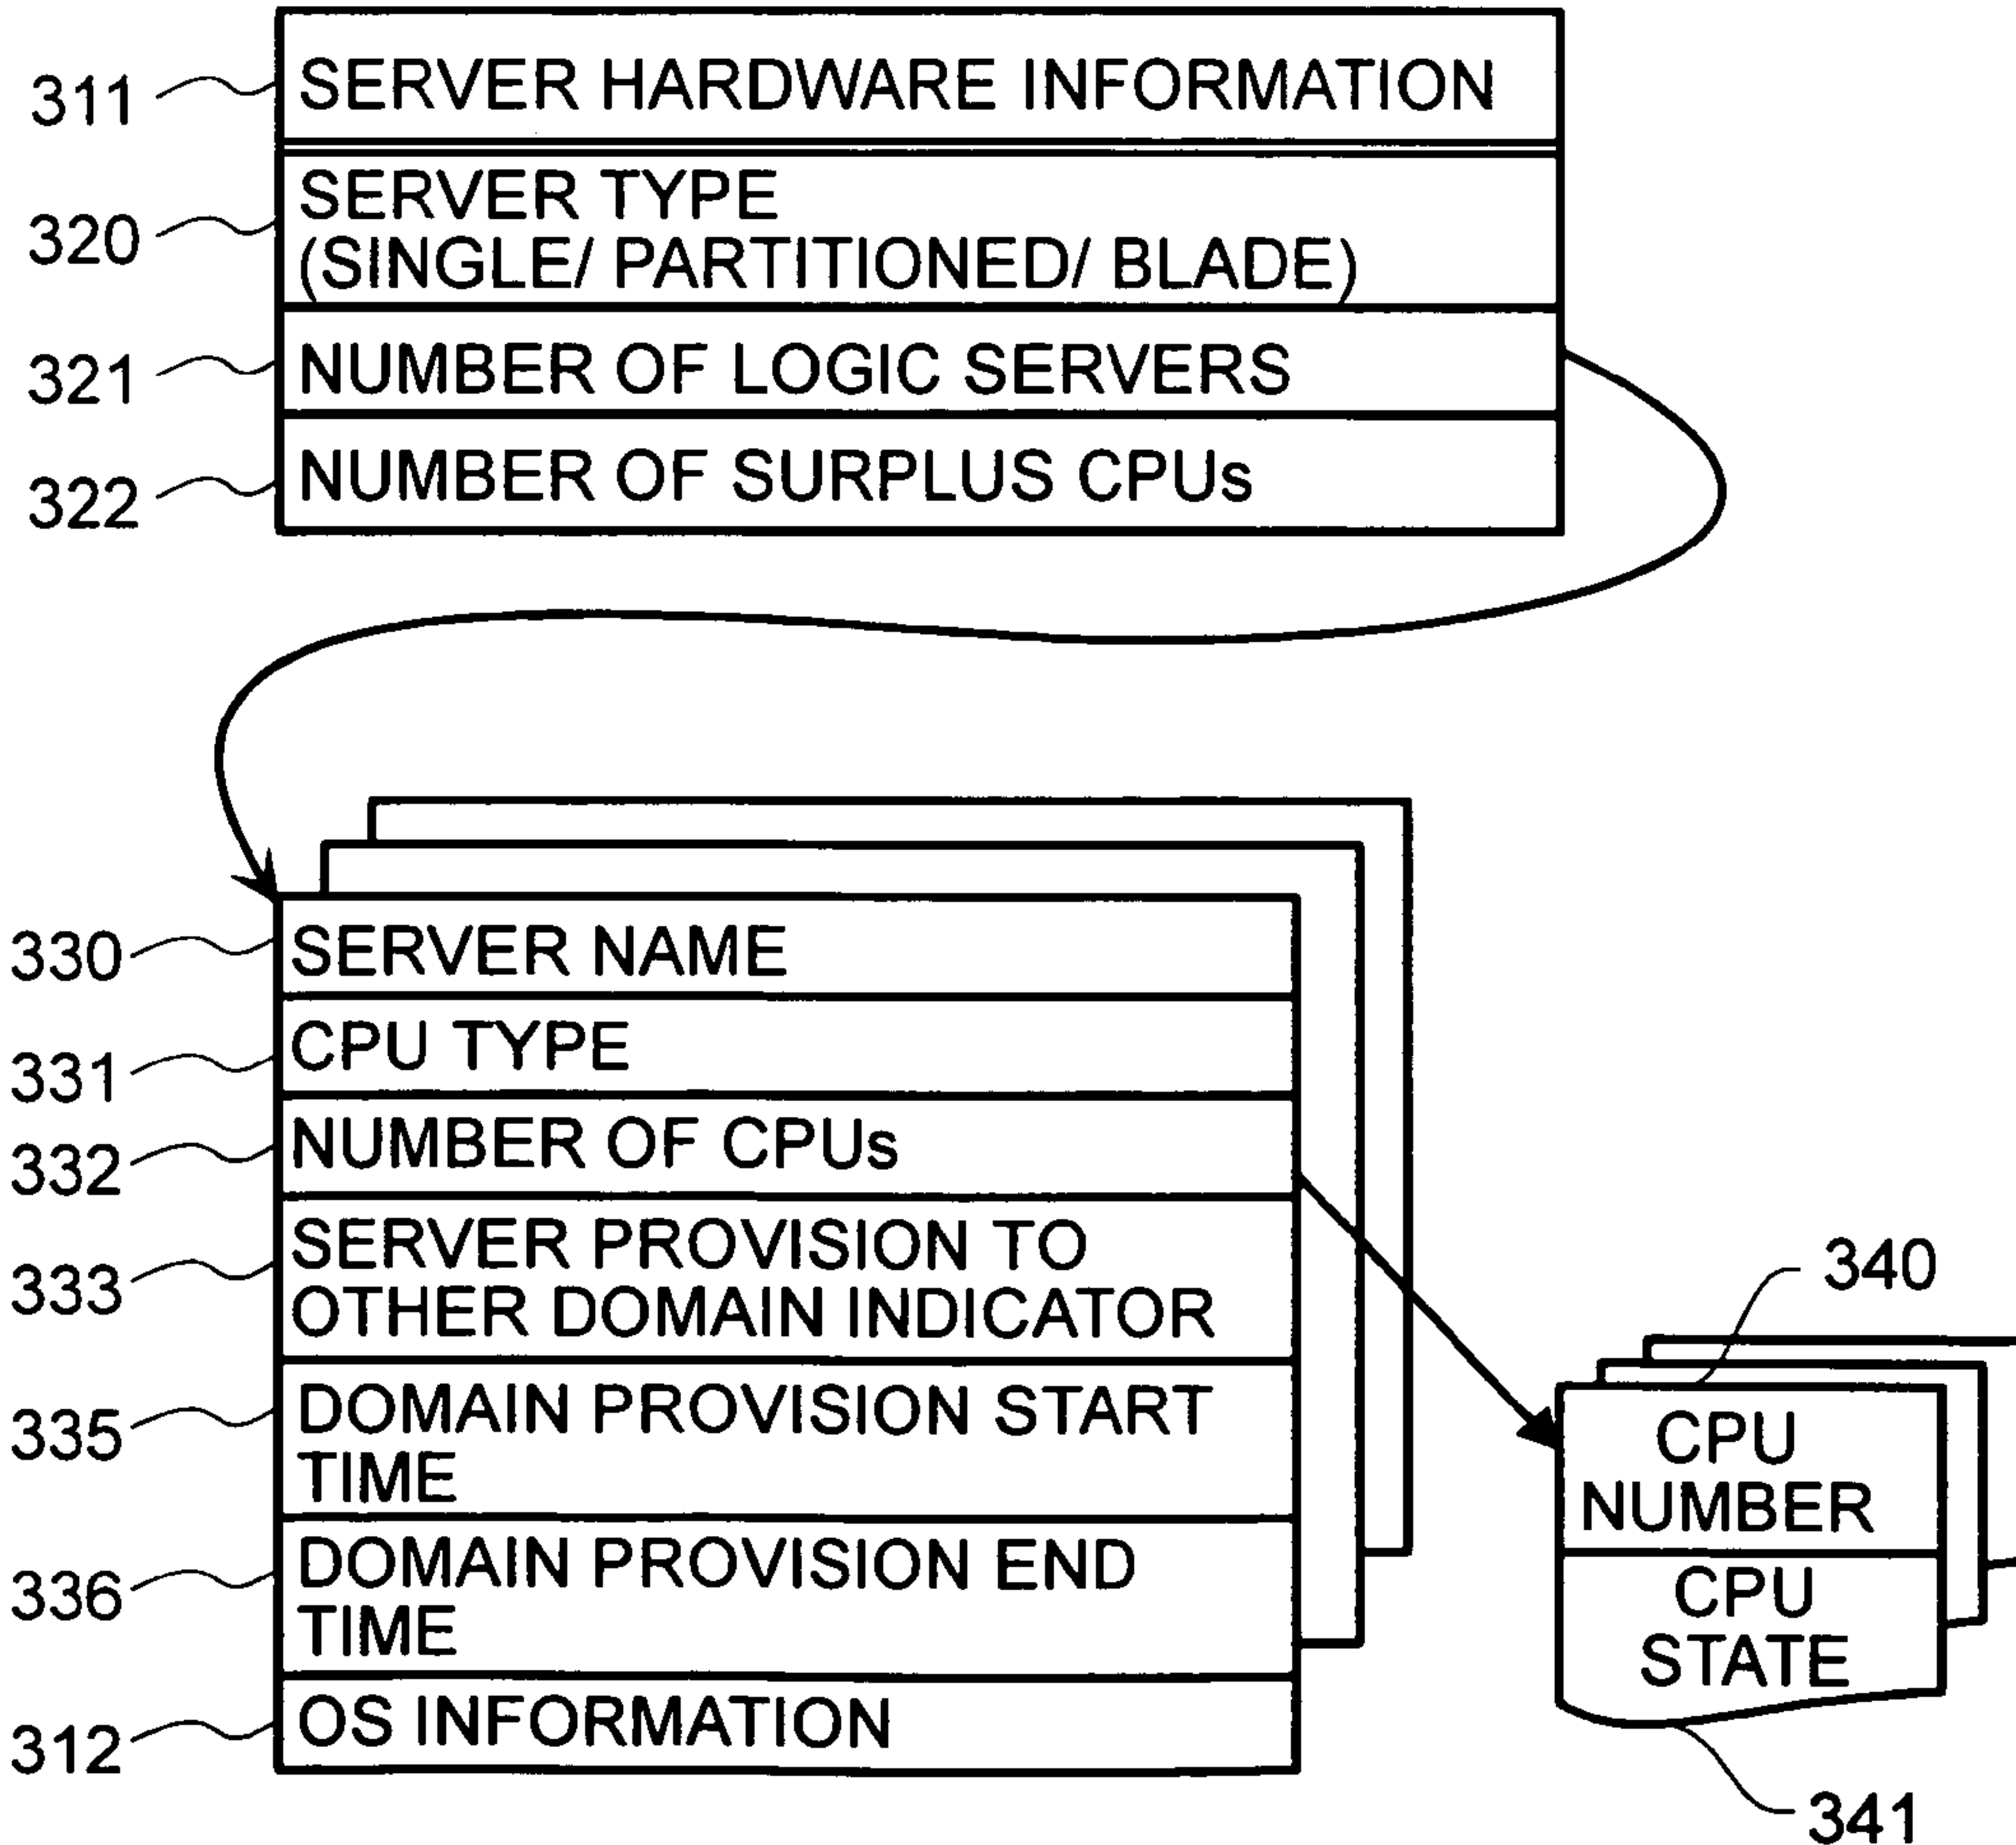 311 SERVER HARDWARE INFORMATION
SERVER TYPE
320 (SINGLE/ PARTITIONED/ BLADE)
321 NUMBER OF LOGIC SERVERS
322 NUMBER OF SURPLUS CPUs
330 SERVER NAME
331 CPU TYPE
332 NUMBER OF CPUs
333 SERVER PROVISION TO
OTHER DOMAIN INDICATOR
335 DOMAIN PROVISION START
TIME
336 DOMAIN PROVISION END
TIME
312 OS INFORMATION
340
CPU
NUMBER
CPU
STATE
341